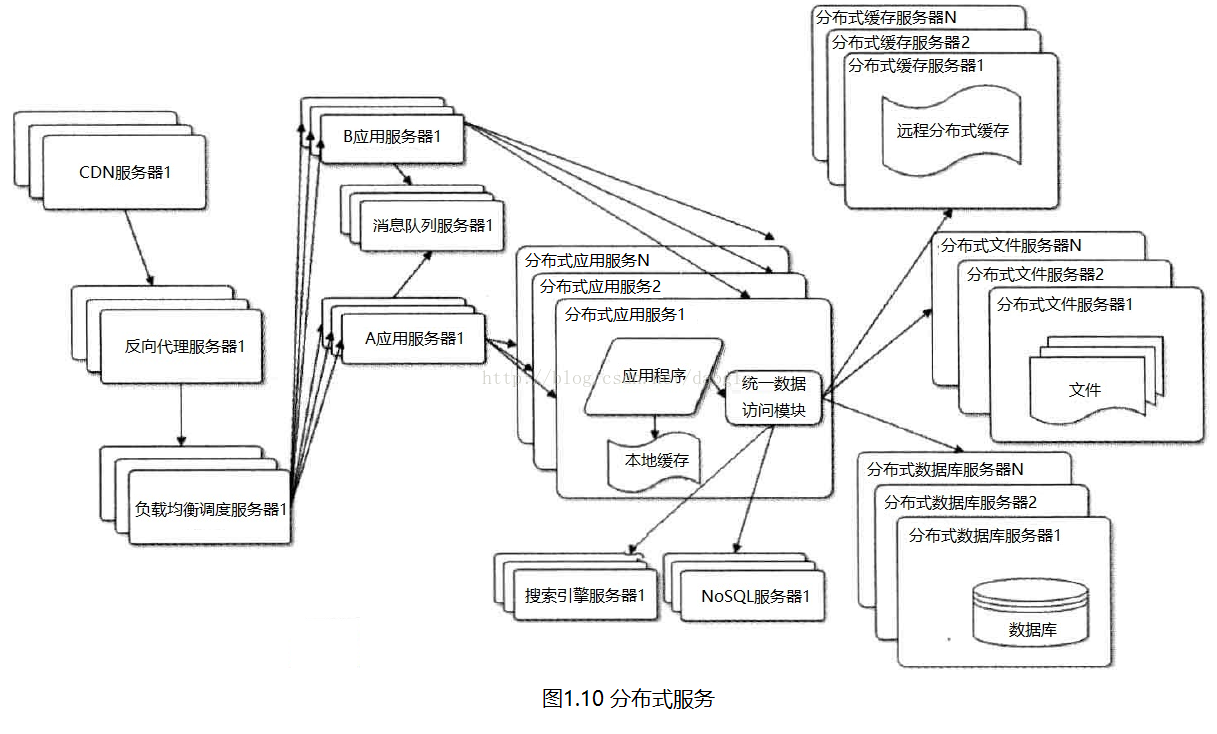 分布式缓存服务器N
分布式缓存服务器2
分布式缓存服务器1
远程分布式缓存
CDN服务器1
B应用服务器1
消息队列服务器1
反向代理服务器1
A应用服务器1
负载均衡调度服务器1
分布式应用服务N
分布式应用服务2
分布式应用服务1
应用程序
统一数据
访问模块
本地缓存
分布式文件服务器N
分布式文件服务器2
分布式文件服务器1
文件
分布式数据库服务器N
分布式数据库服务器2
分布式数据库服务器1
数据库
搜索引擎服务器1
NoSQL服务器1
图1.10 分布式服务